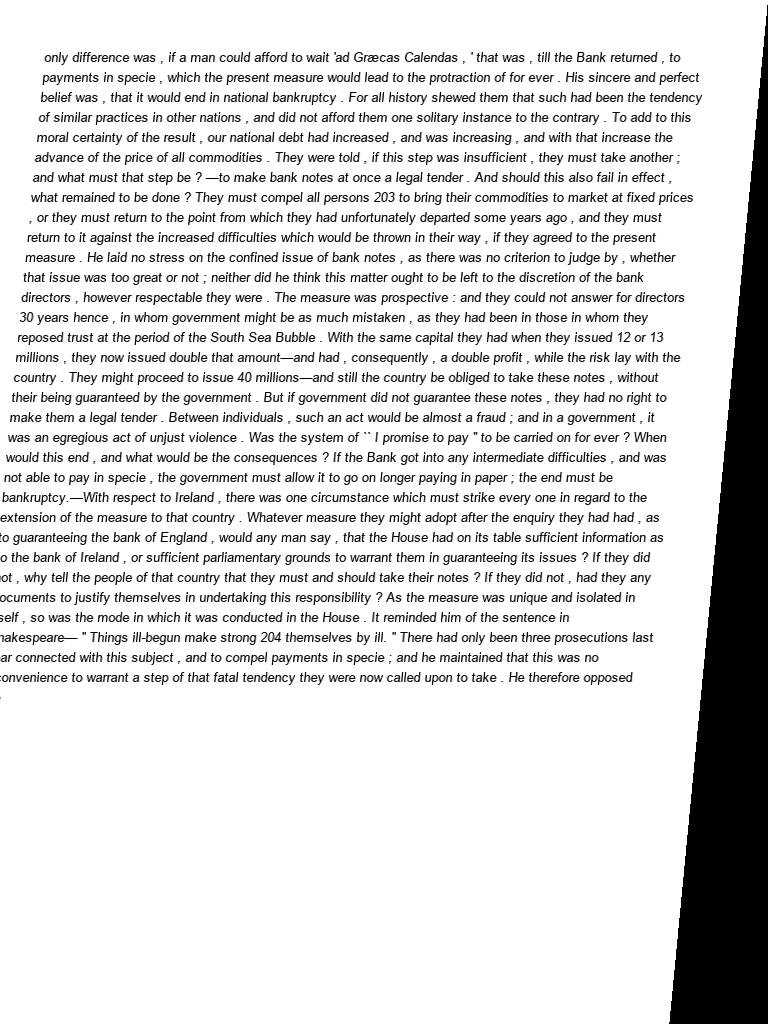 only difference was , if a man could afford to wait 'ad Græcas Calendas , ' that was , till the Bank returned , to
payments in specie , which the present measure would lead to the protraction of for ever . His sincere and perfect
belief was , that it would end in national bankruptcy . For all history shewed them that such had been the tendency
of similar practices in other nations , and did not afford them one solitary instance to the contrary . To add to this
moral certainty of the result , our national debt had increased , and was increasing , and with that increase the
advance of the price of all commodities . They were told , if this step was insufficient , they must take another ;
and what must that step be ? —to make bank notes at once a legal tender . And should this also fail in effect ,
what remained to be done ? They must compel all persons 203 to bring their commodities to market at fixed prices
, or they must return to the point from which they had unfortunately departed some years ago , and they must
return to it against the increased difficulties which would be thrown in their way , if they agreed to the present
measure . He laid no stress on the confined issue of bank notes , as there was no criterion to judge by , whether
that issue was too great or not ; neither did he think this matter ought to be left to the discretion of the bank
directors , however respectable they were . The measure was prospective : and they could not answer for directors
30 years hence , in whom government might be as much mistaken , as they had been in those in whom they
reposed trust at the period of the South Sea Bubble . With the same capital they had when they issued 12 or 13
millions , they now issued double that amount—and had , consequently , a double profit , while the risk lay with the
country . They might proceed to issue 40 millions—and still the country be obliged to take these notes , without
their being guaranteed by the government . But if government did not guarantee these notes , they had no right to
make them a legal tender . Between individuals , such an act would be almost a fraud ; and in a government , it
was an egregious act of unjust violence . Was the system of `` I promise to pay " to be carried on for ever ? When
would this end , and what would be the consequences ? If the Bank got into any intermediate difficulties , and was
not able to pay in specie , the government must allow it to go on longer paying in paper ; the end must be
bankruptcy.—With respect to Ireland , there was one circumstance which must strike every one in regard to the
extension of the measure to that country . Whatever measure they might adopt after the enquiry they had had , as
to guaranteeing the bank of England , would any man say , that the House had on its table sufficient information as
the bank of Ireland , or sufficient parliamentary grounds to warrant them in guaranteeing its issues ? If they did
, why tell the people of that country that they must and should take their notes ? If they did not , had they any
ocuments to justify themselves in undertaking this responsibility ? As the measure was unique and isolated in
self , so was the mode in which it was conducted in the House . It reminded him of the sentence in
hakespeare— " Things ill-begun make strong 204 themselves by ill. " There had only been three prosecutions last
ar connected with this subject , and to compel payments in specie ; and he maintained that this was no
convenience to warrant a step of that fatal tendency they were now called upon to take . He therefore opposed